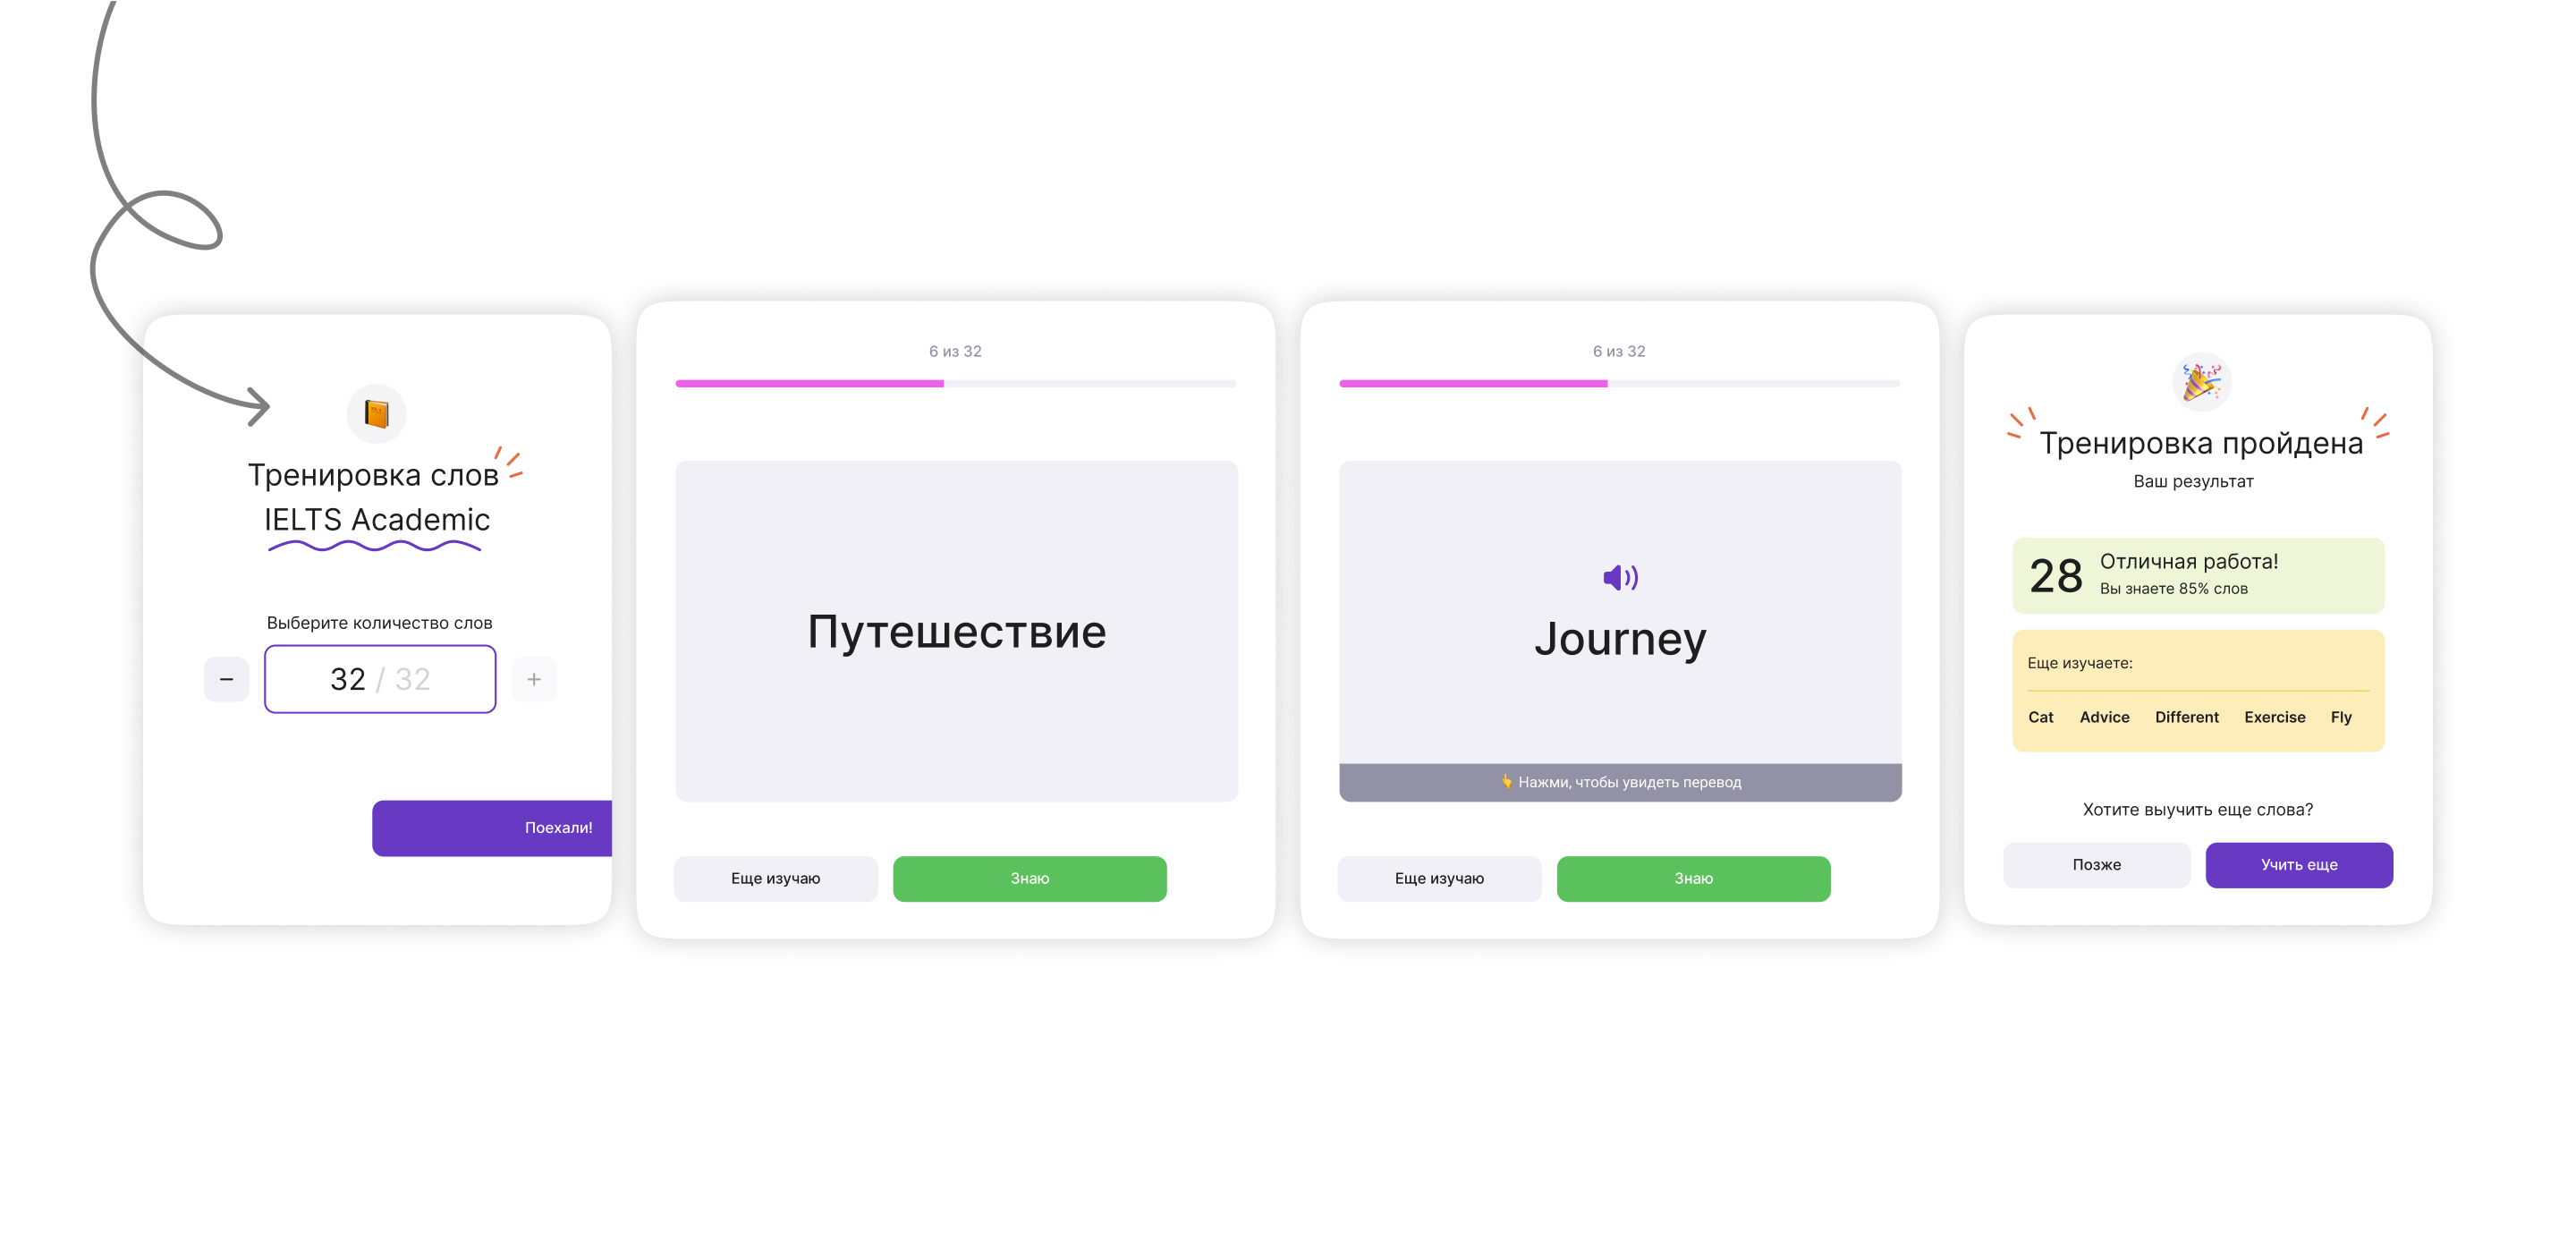 Тренировка слов
IELTS Academic
Выберите количество слов
− 32 / 32 +
Поехали!
6 из 32
Путешествие
Еще изучаю
Знаю
6 из 32
Journey
👆 Нажми, чтобы увидеть перевод
Еще изучаю
Знаю
Тренировка пройдена
Ваш результат
28
Отличная работа!
Вы знаете 85% слов
Еще изучаете:
Cat Advice Different Exercise Fly
Хотите выучить еще слова?
Позже
Учить еще